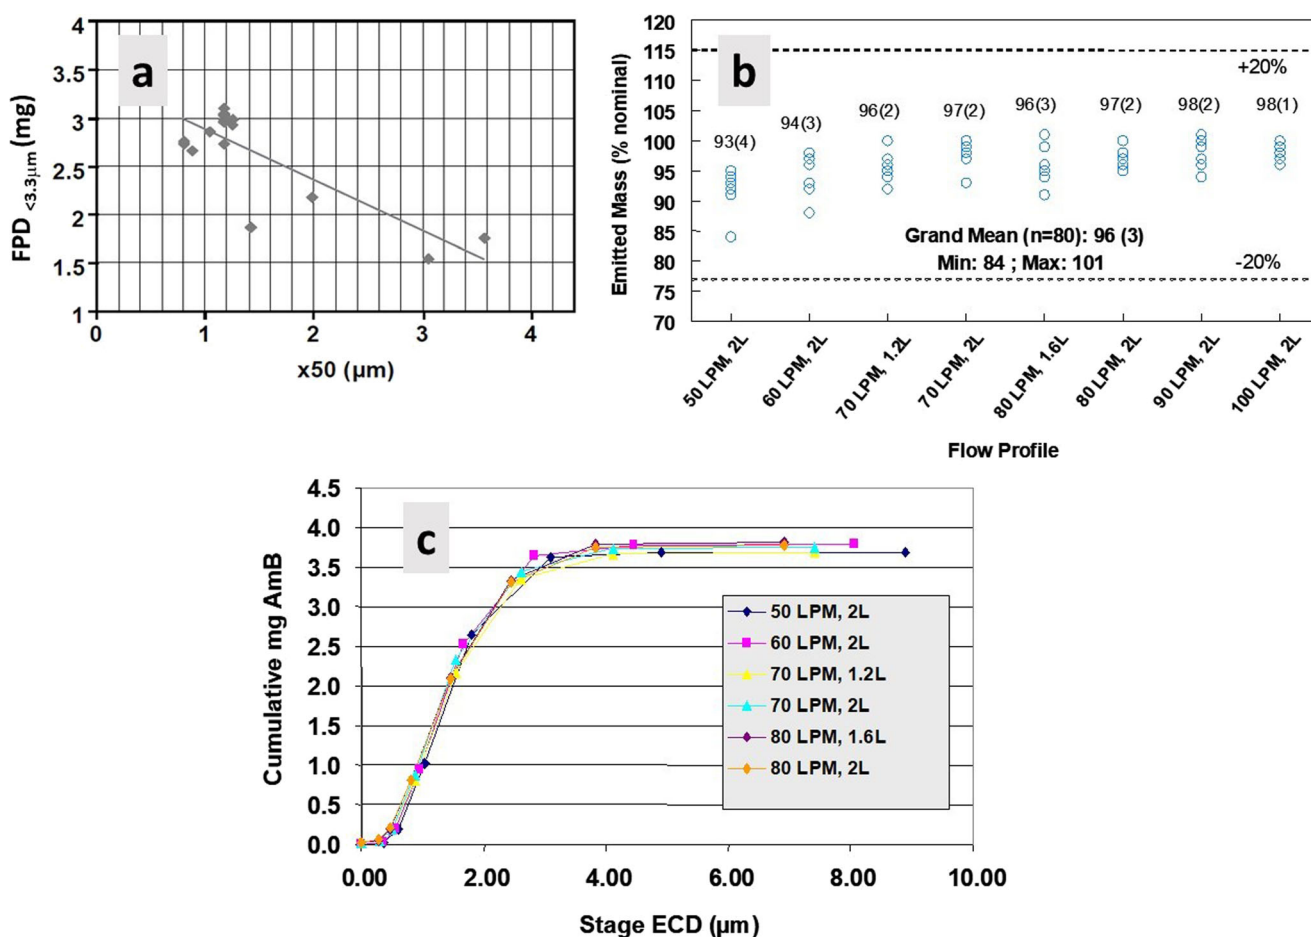 a
4
3.5
3
2.5
2
1.5
1
FPD <3.3μm (mg)
0 1 2 3 4
x50 (μm)
b
120
115
110
105
100
95
90
85
80
75
70
Emitted Mass (% nominal)
+20%
93(4) 94(3) 96(2) 97(2) 96(3) 97(2) 98(2) 98(1)
Grand Mean (n=80): 96 (3)
Min: 84 ; Max: 101
-20%
50 LPM, 2L
60 LPM, 2L
70 LPM, 1.2L
70 LPM, 2L
80 LPM, 1.6L
80 LPM, 2L
90 LPM, 2L
100 LPM, 2L
Flow Profile
c
4.5
4.0
3.5
3.0
2.5
2.0
1.5
1.0
0.5
0.0
Cumulative mg AmB
50 LPM, 2L
60 LPM, 2L
70 LPM, 1.2L
70 LPM, 2L
80 LPM, 1.6L
80 LPM, 2L
0.00 2.00 4.00 6.00 8.00 10.00
Stage ECD (μm)